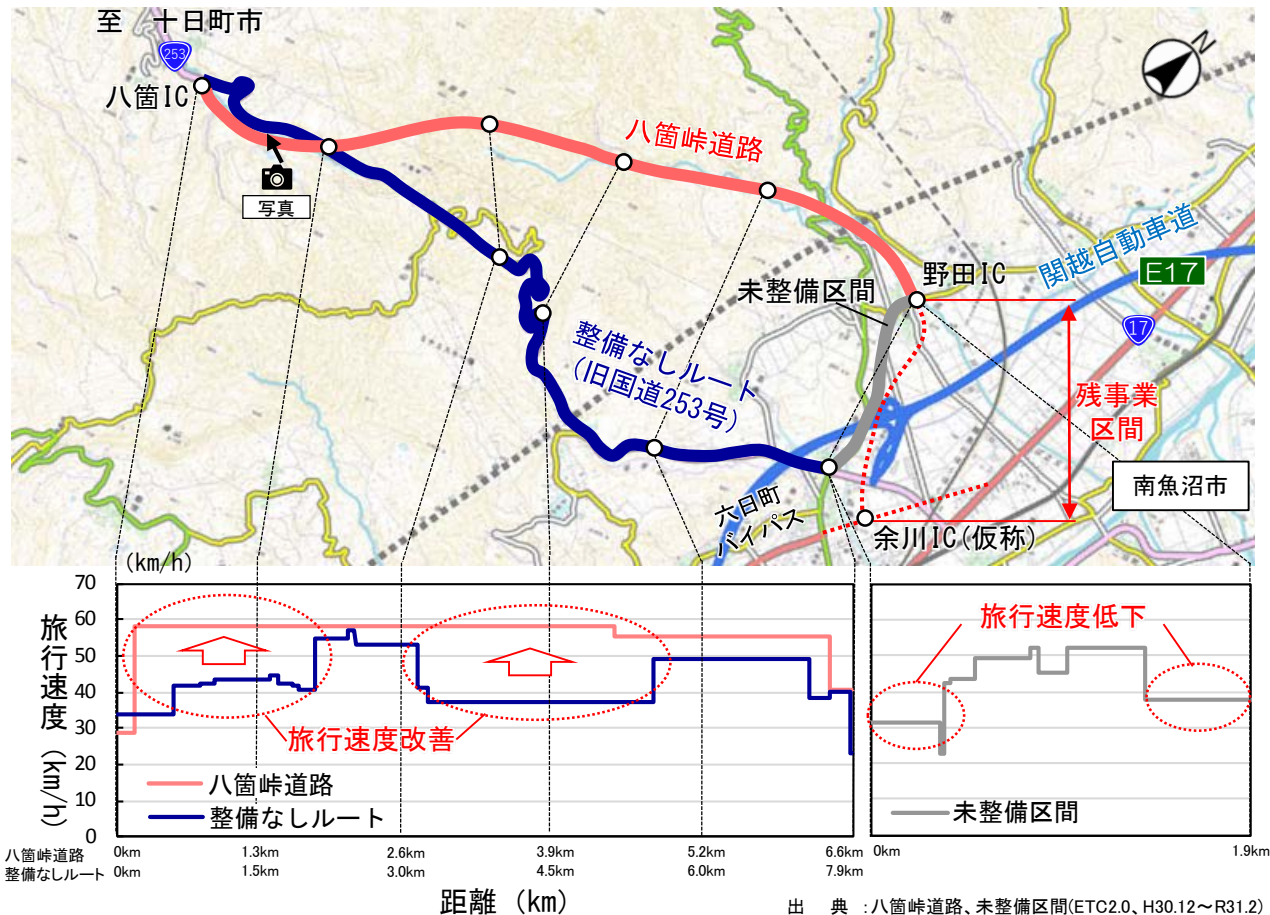 至 十日町市
253
八箇IC
N
写真
八箇峠道路
関越自動車道
E17
野田IC
未整備区間
17
整備なしルート
(旧国道253号)
残事業
区間
南魚沼市
六日町
バイパス
余川IC(仮称)
(km/h)
旅行速度 (km/h)
70
60
50
40
30
20
10
0
旅行速度改善
八箇峠道路
整備なしルート
旅行速度低下
未整備区間
八箇峠道路 0km 1.3km 2.6km 3.9km 5.2km 6.6km 0km 1.9km
整備なしルート 0km 1.5km 3.0km 4.5km 6.0km 7.9km
距離 (km)
出 典 :八箇峠道路、未整備区間(ETC2.0、H30.12～R31.2)